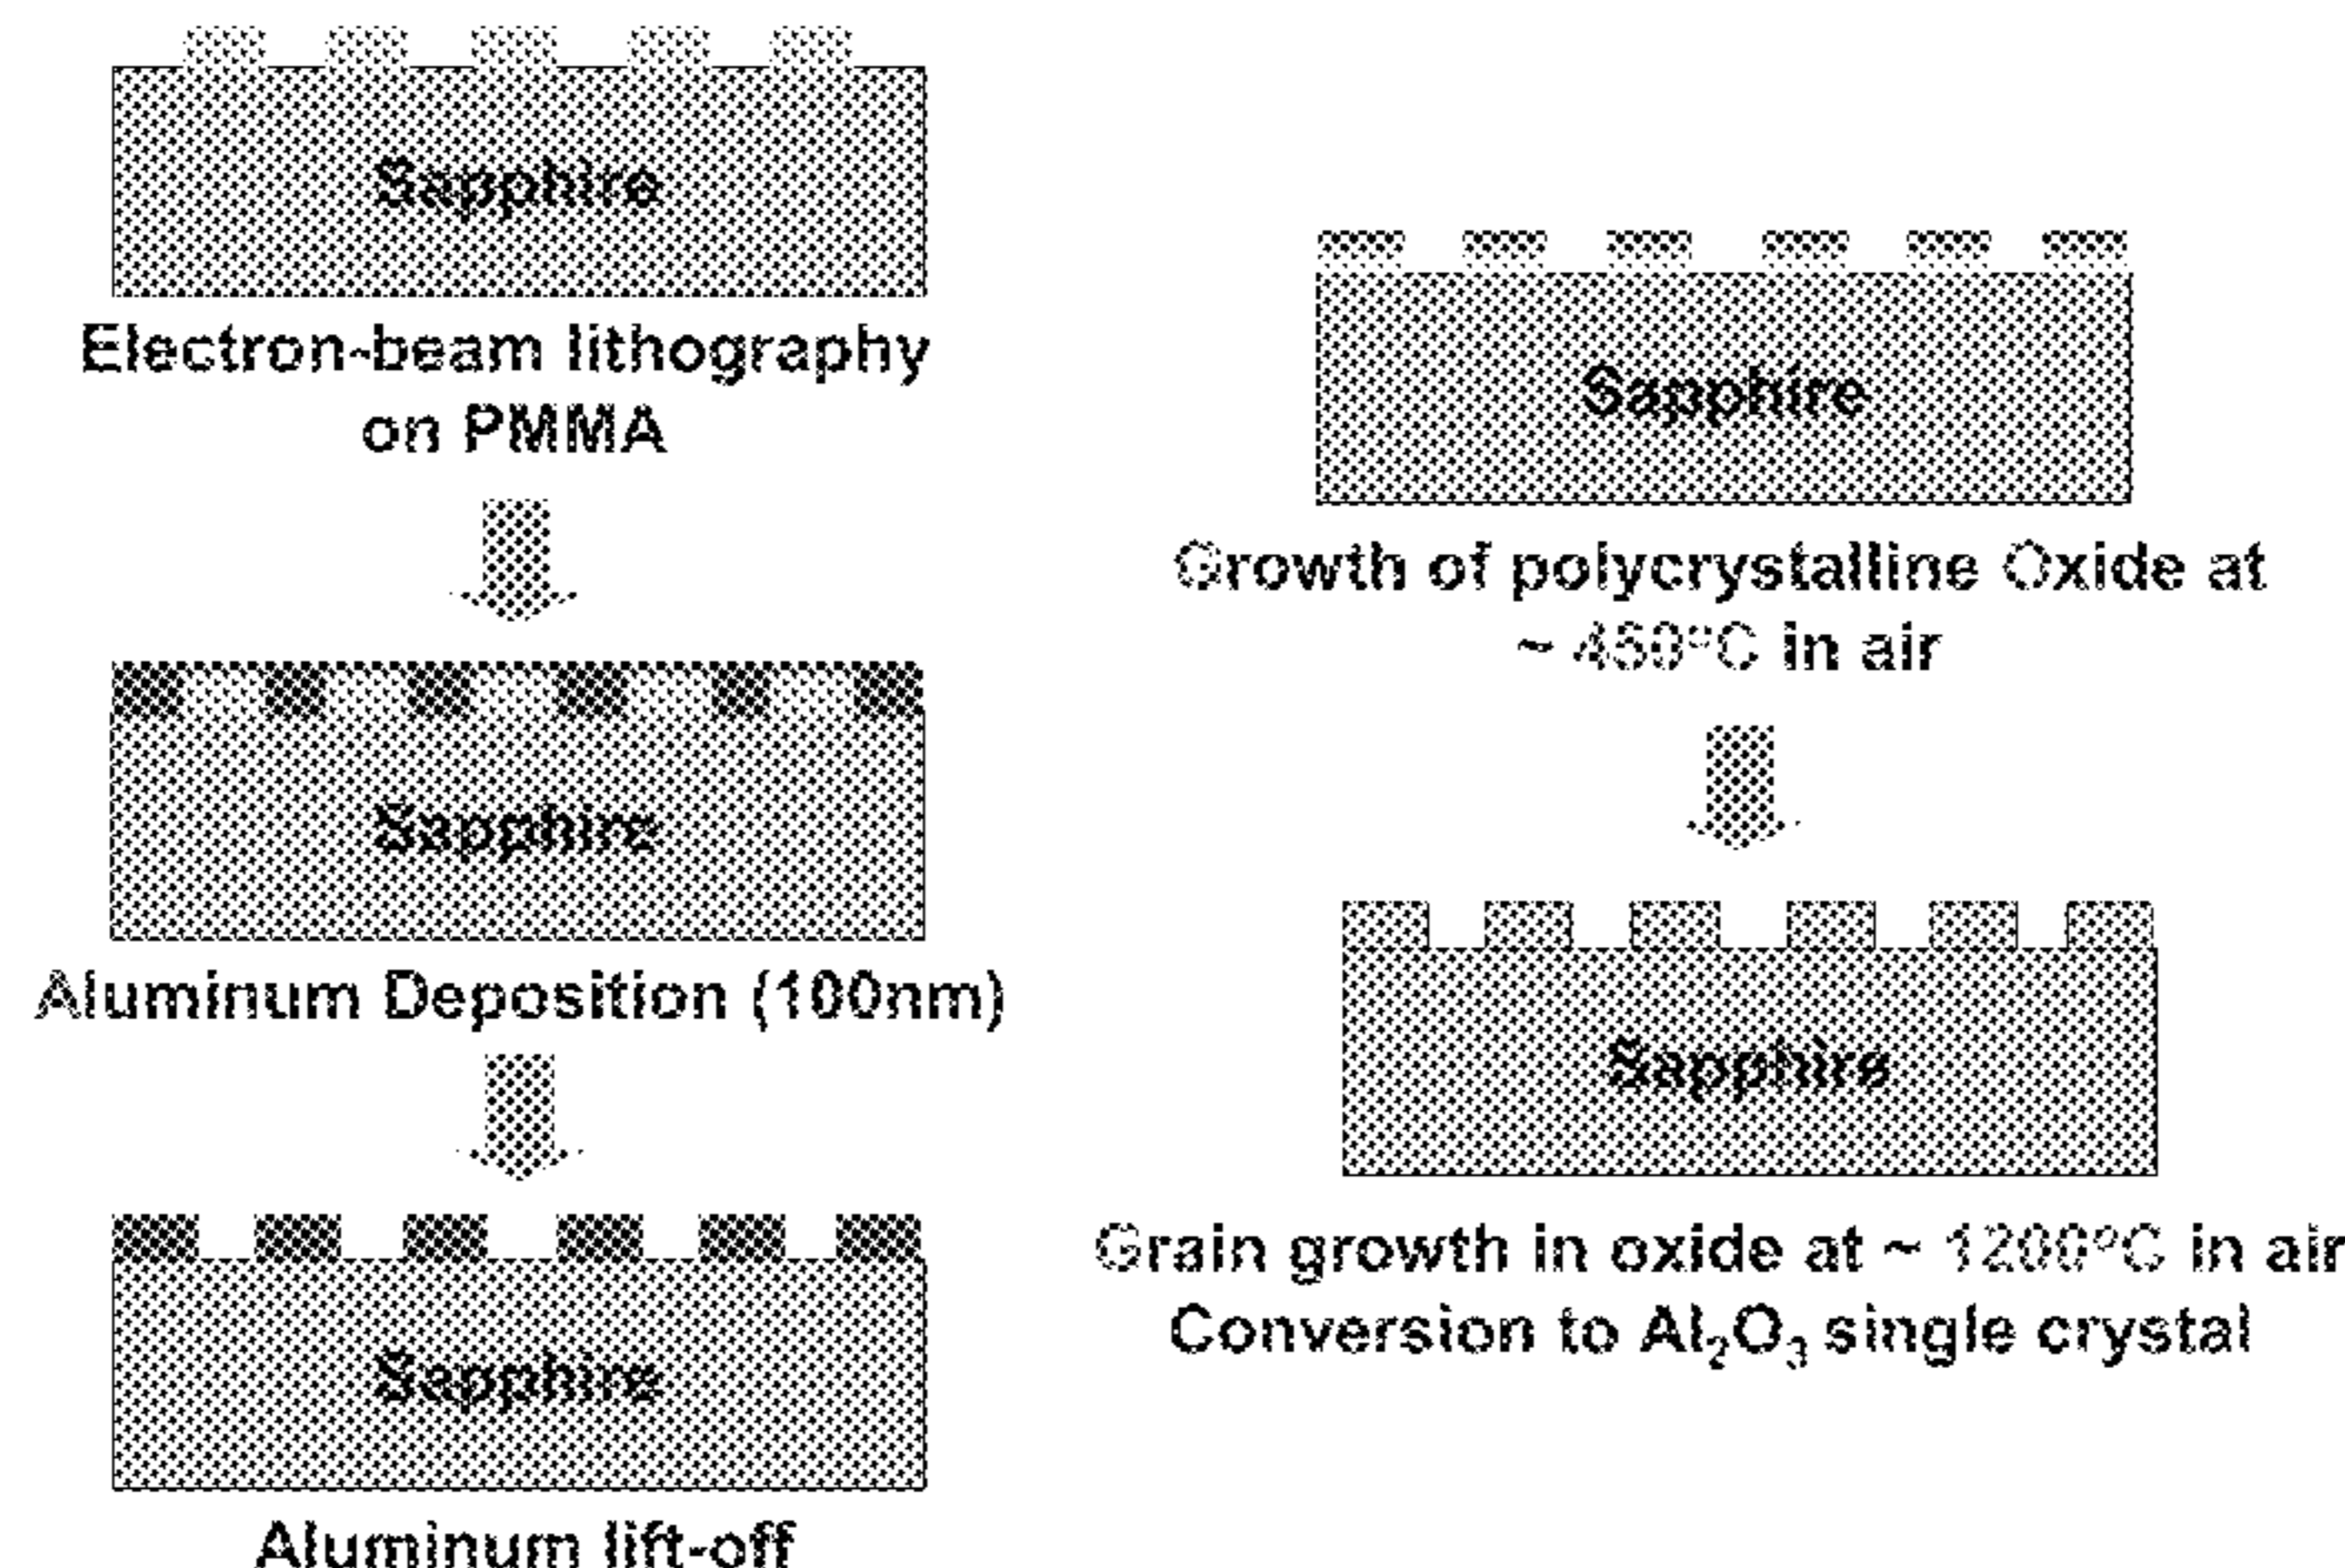 Sapphire
Electron-beam lithography
on PMMA
Sapphire
Aluminum Deposition (100nm)
Sapphire
Aluminum lift-off
Sapphire
Growth of polycrystalline Oxide at
~ 450°C in air
Sapphire
Grain growth in oxide at ~ 1200°C in air
Conversion to Al₂O₃ single crystal